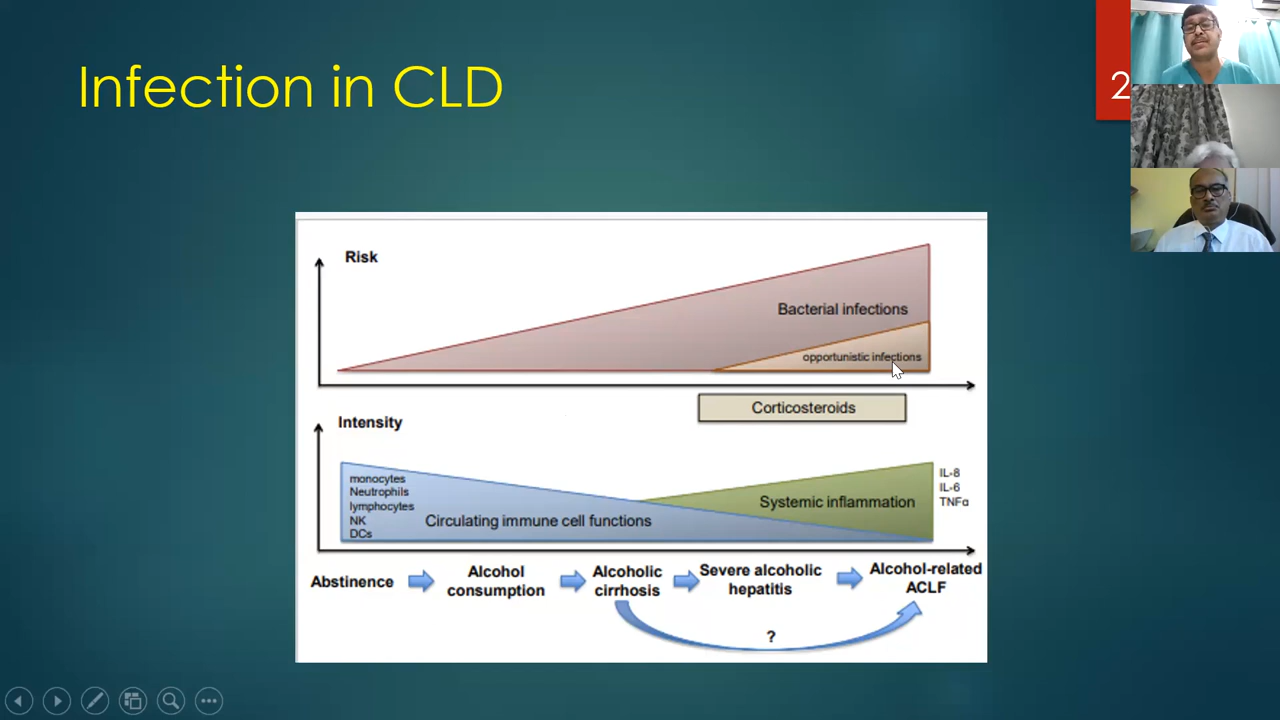 Infection in CLD
2
Risk
Bacterial infections
opportunistic infections
Corticosteroids
Intensity
monocytes
Neutrophils
lymphocytes
NK
DCs
Circulating immune cell functions
Systemic inflammation
IL-8
IL-6
TNFα
Abstinence
Alcohol
consumption
Alcoholic
cirrhosis
Severe alcoholic
hepatitis
Alcohol-related
ACLF
?